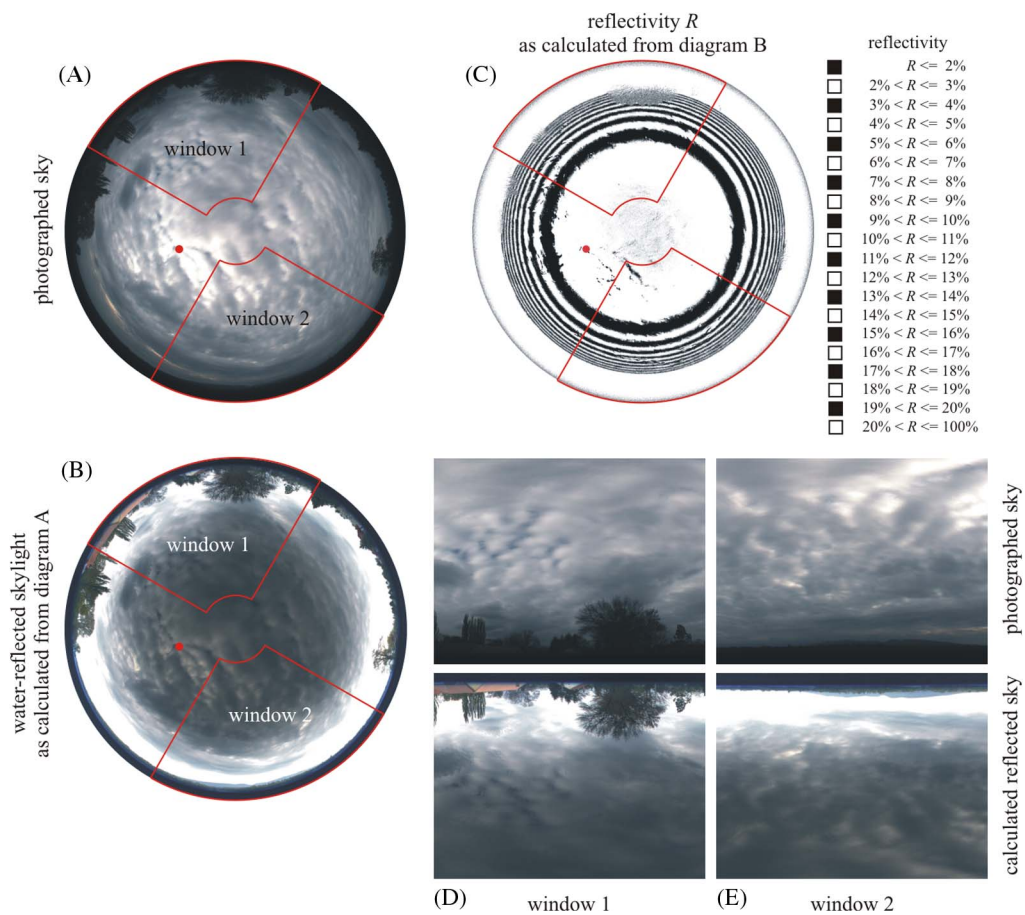 reflectivity R
as calculated from diagram B
(A)
photographed sky
window 1
window 2
(C)
reflectivity
R <= 2%
2% < R <= 3%
3% < R <= 4%
4% < R <= 5%
5% < R <= 6%
6% < R <= 7%
7% < R <= 8%
8% < R <= 9%
9% < R <= 10%
10% < R <= 11%
11% < R <= 12%
12% < R <= 13%
13% < R <= 14%
14% < R <= 15%
15% < R <= 16%
16% < R <= 17%
17% < R <= 18%
18% < R <= 19%
19% < R <= 20%
20% < R <= 100%
(B)
water-reflected skylight
as calculated from diagram A
window 1
window 2
photographed sky
calculated reflected sky
(D)
window 1
(E)
window 2